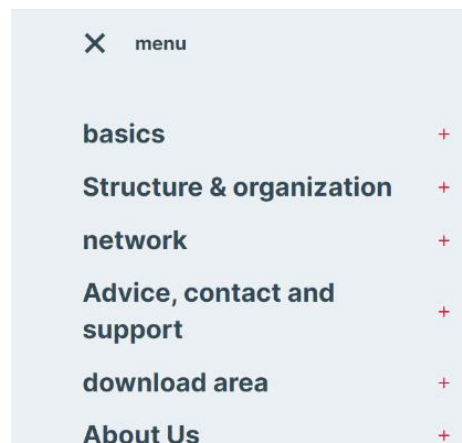 menu
basics +
Structure & organization +
network +
Advice, contact and
support +
download area +
About Us +